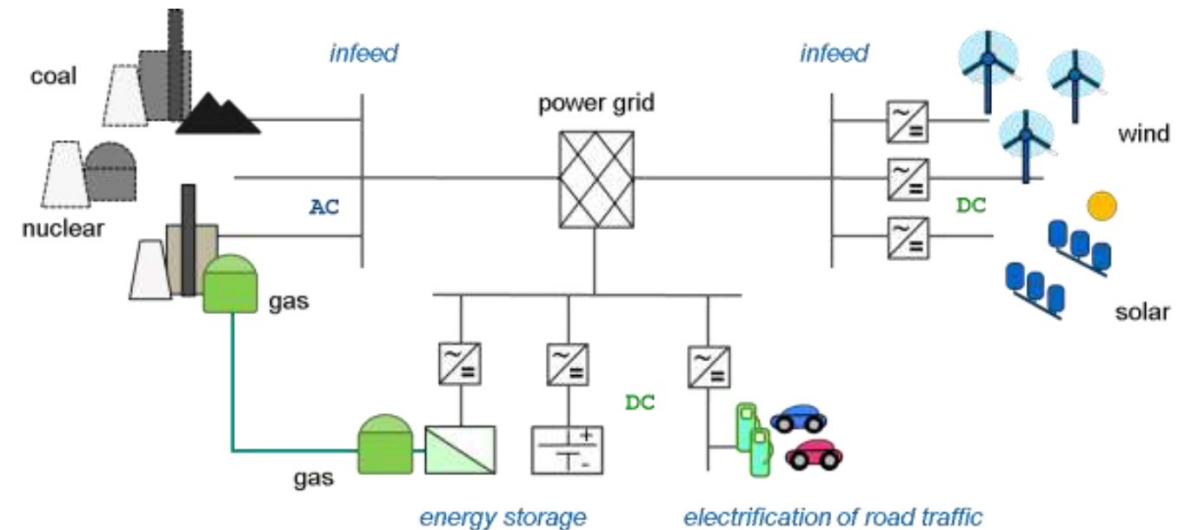 infeed
infeed
coal
power grid
wind
nuclear
AC
DC
gas
solar
DC
gas
energy storage
electrification of road traffic